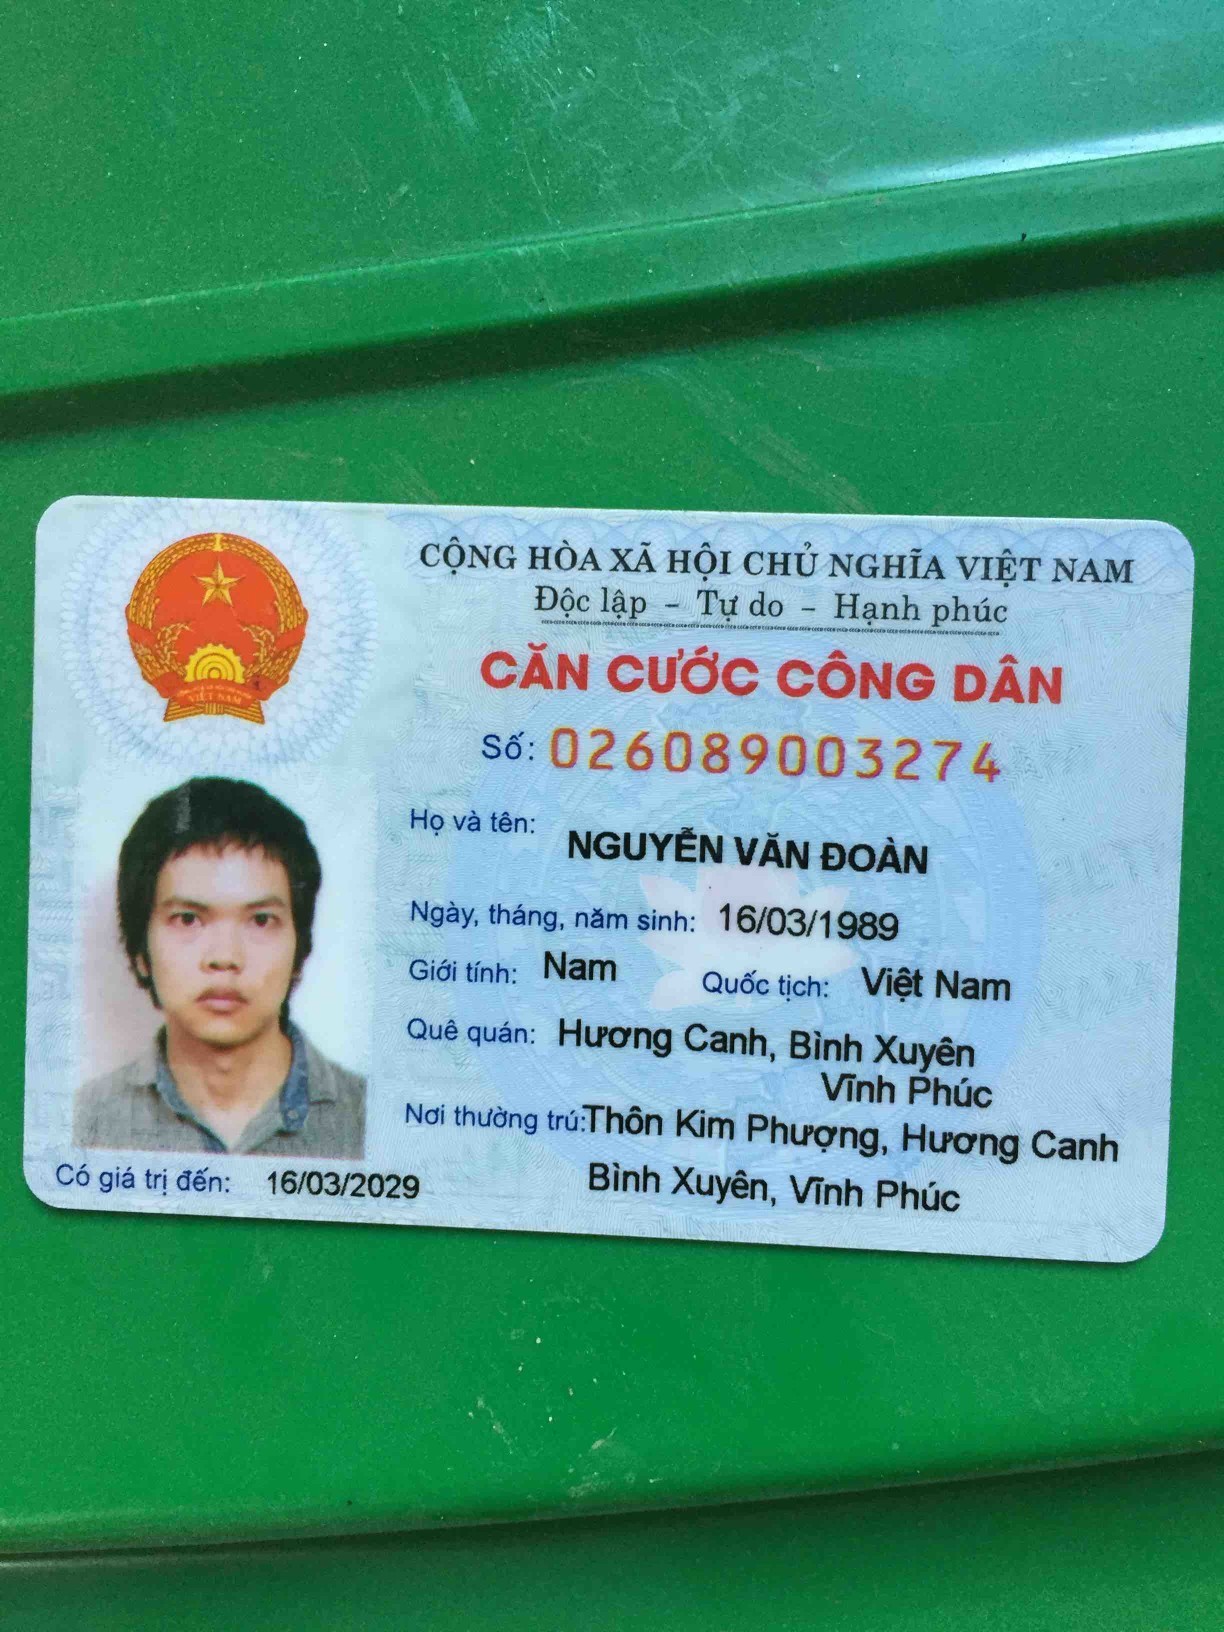 CỘNG HÒA XÃ HỘI CHỦ NGHĨA VIỆT NAM
Độc lập - Tự do - Hạnh phúc
CĂN CƯỚC CÔNG DÂN
Số: 026089003274
Họ và tên: NGUYỄN VĂN ĐOÀN
Ngày, tháng, năm sinh: 16/03/1989
Giới tính: Nam Quốc tịch: Việt Nam
Quê quán: Hương Canh, Bình Xuyên
Vĩnh Phúc
Nơi thường trú: Thôn Kim Phượng, Hương Canh
Bình Xuyên, Vĩnh Phúc
Có giá trị đến: 16/03/2029
VIỆT NAM